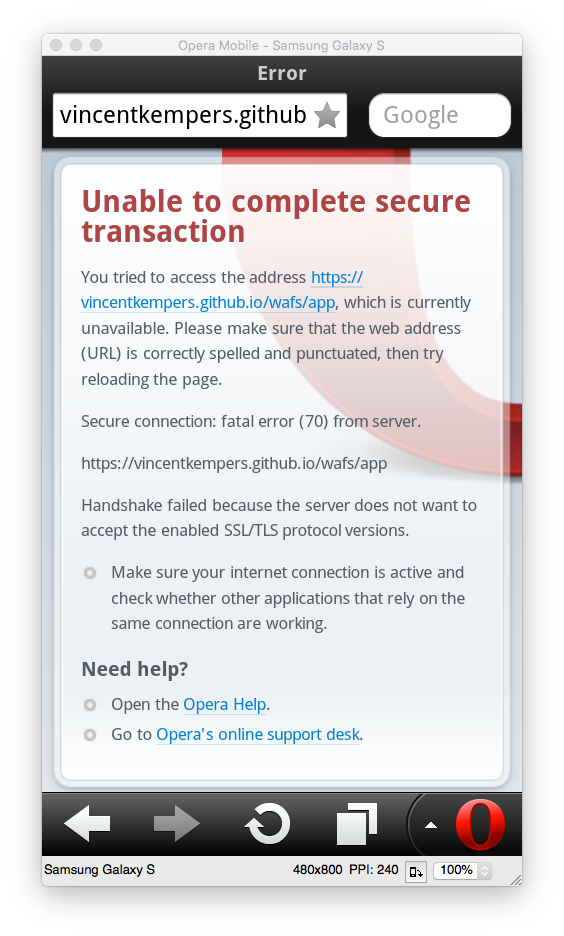 Opera Mobile - Samsung Galaxy S
Error
vincentkempers.github
Google
Unable to complete secure
transaction
You tried to access the address https://
vincentkempers.github.io/wafs/app, which is currently
unavailable. Please make sure that the web address
(URL) is correctly spelled and punctuated, then try
reloading the page.
Secure connection: fatal error (70) from server.
https://vincentkempers.github.io/wafs/app
Handshake failed because the server does not want to
accept the enabled SSL/TLS protocol versions.
Make sure your internet connection is active and
check whether other applications that rely on the
same connection are working.
Need help?
Open the Opera Help.
Go to Opera's online support desk.
Samsung Galaxy S
480x800 PPI: 240
100%